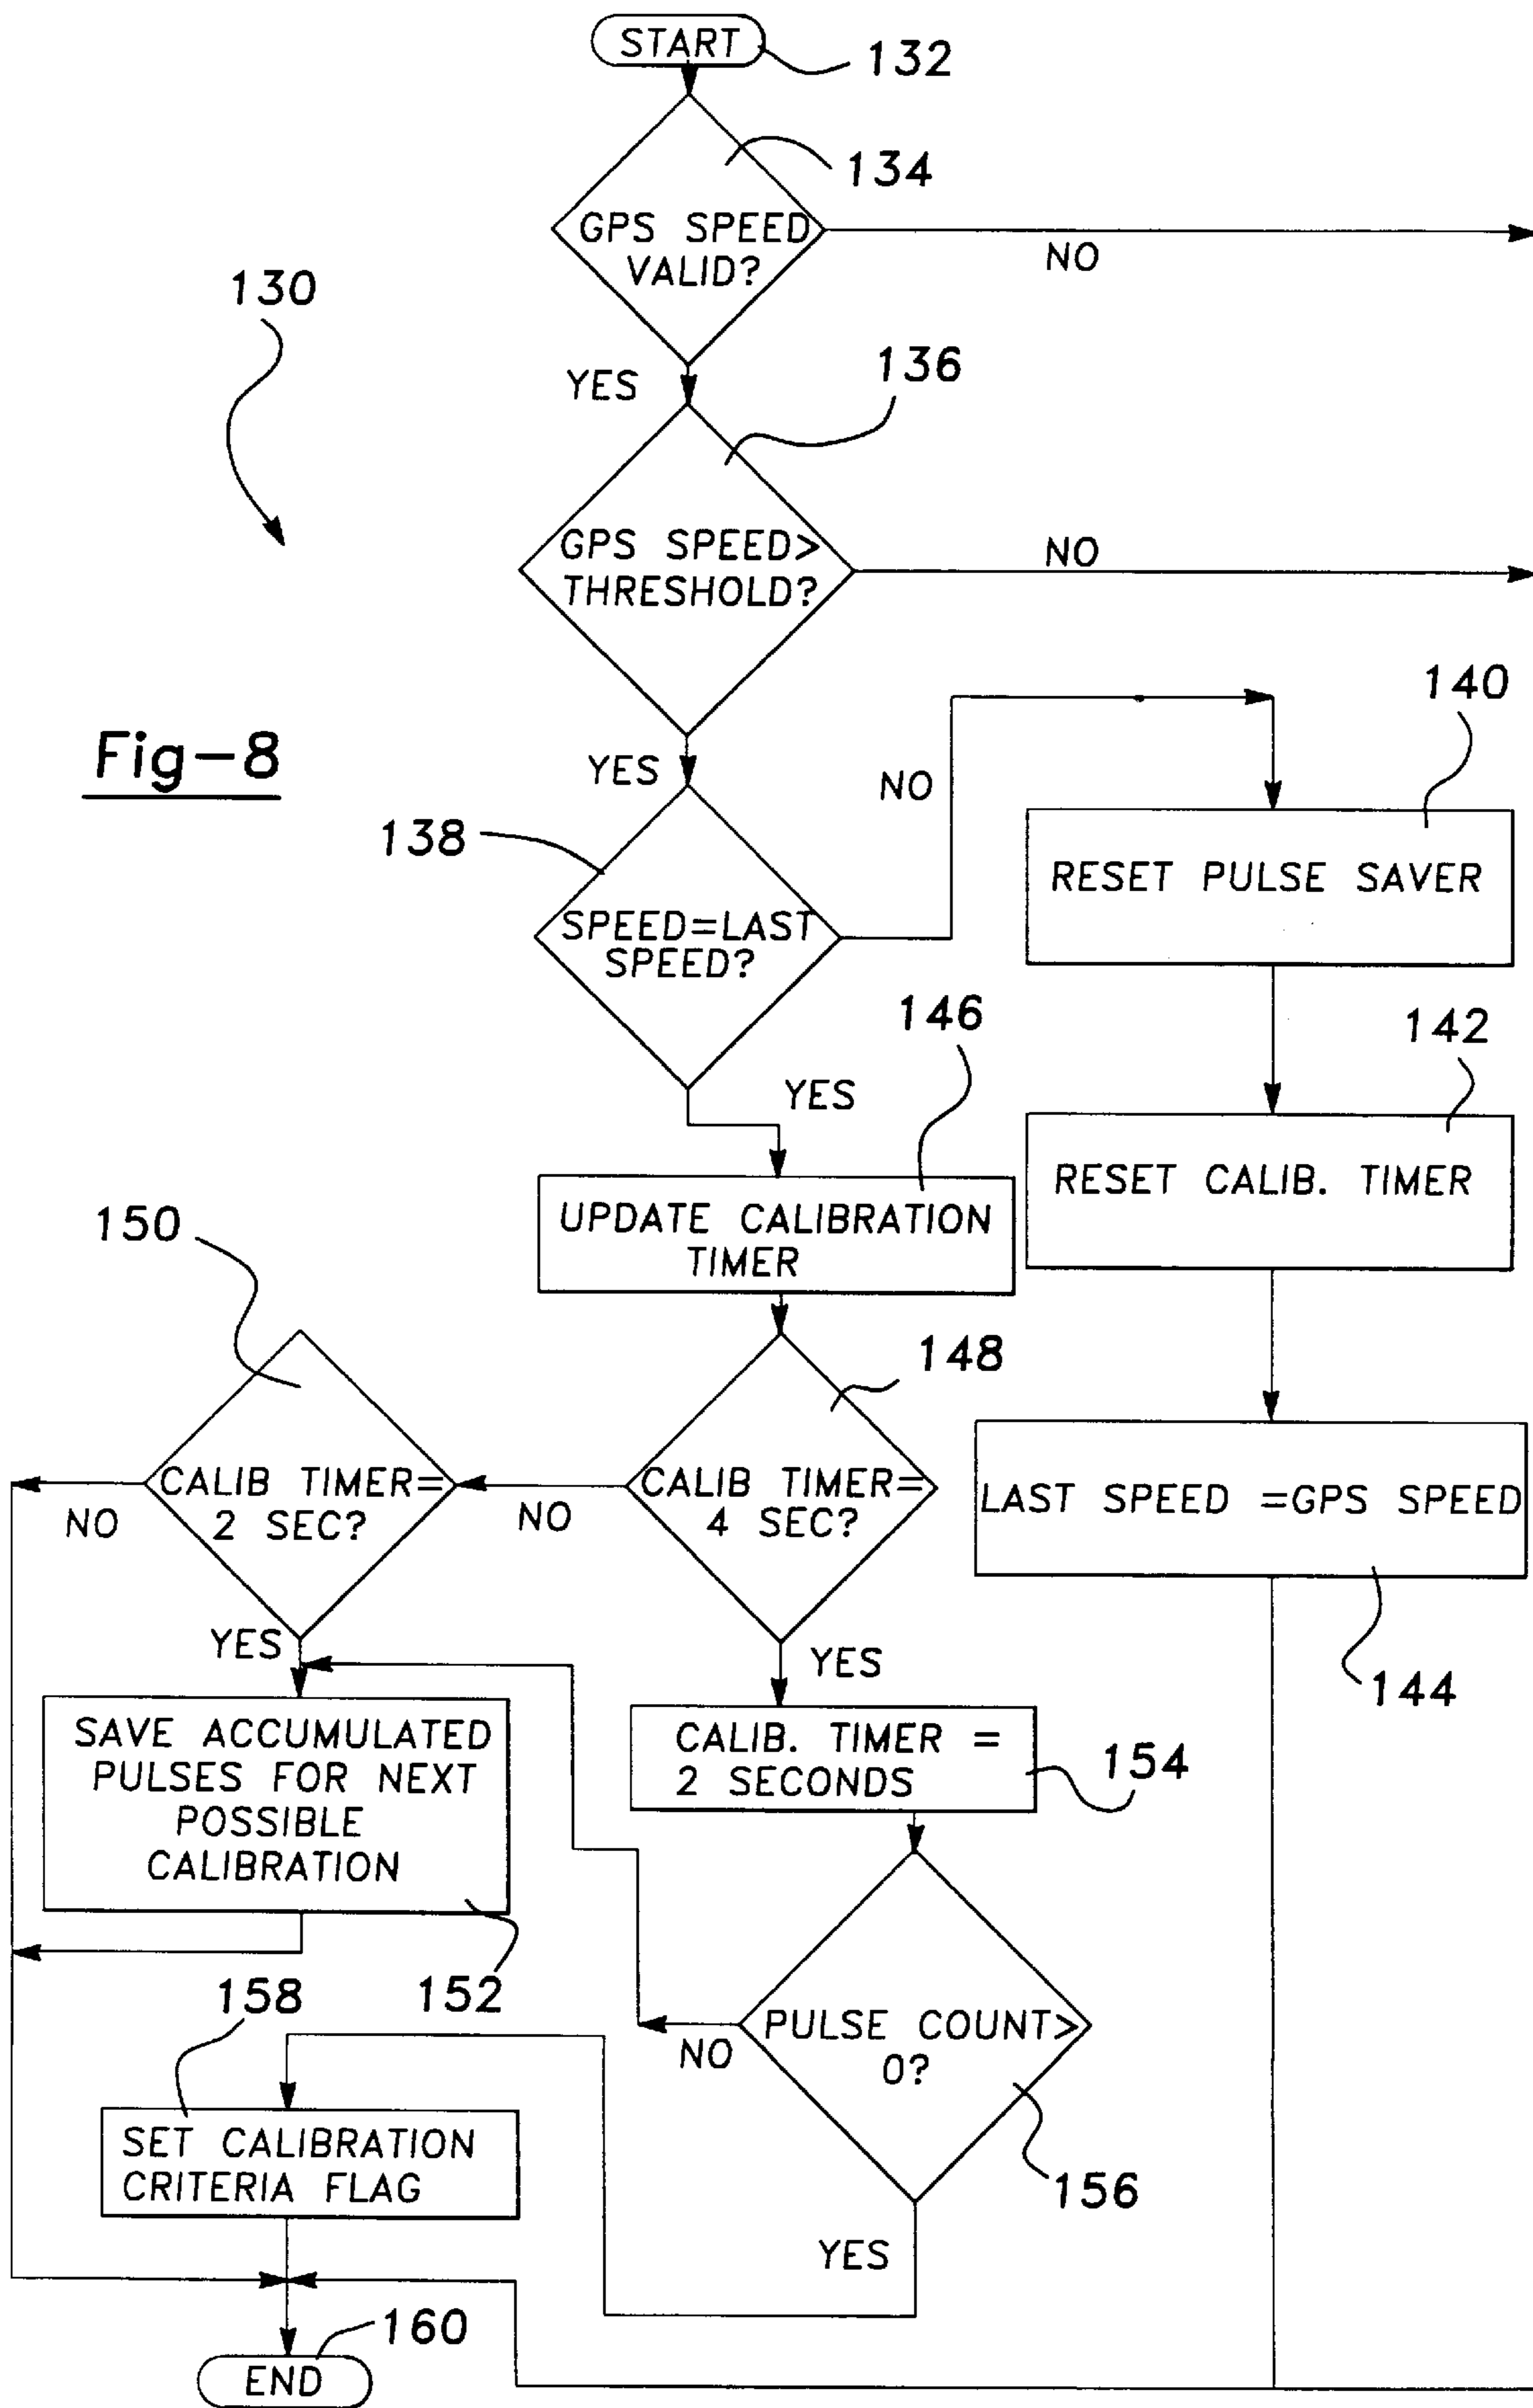 START
132
134
GPS SPEED
VALID?
NO
130
YES
136
GPS SPEED>
THRESHOLD?
NO
Fig-8
YES
NO
140
138
RESET PULSE SAVER
SPEED=LAST
SPEED?
146
142
YES
RESET CALIB. TIMER
150
UPDATE CALIBRATION
TIMER
148
CALIB TIMER=
2 SEC?
NO
CALIB TIMER=
4 SEC?
NO
LAST SPEED =GPS SPEED
YES
YES
144
SAVE ACCUMULATED
PULSES FOR NEXT
POSSIBLE
CALIBRATION
CALIB. TIMER =
2 SECONDS
154
158
152
PULSE COUNT>
0?
NO
SET CALIBRATION
CRITERIA FLAG
156
YES
160
END